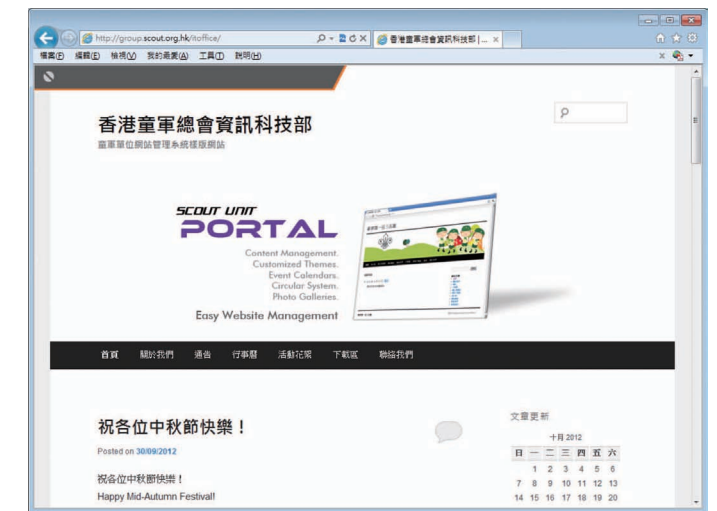 http://group.scout.org.hk/itoffice/
香港童軍總會資訊科技部 | ...
檔案(F) 編輯(E) 檢視(V) 我的最愛(A) 工具(T) 說明(H)
香港童軍總會資訊科技部
童軍單位網站管理系統樣版網站
SCOUT UNIT
PORTAL
Content Management.
Customized Themes.
Event Calendars.
Circular System.
Photo Galleries.
Easy Website Management
首頁 關於我們 通告 行事曆 活動花絮 下載區 聯絡我們
祝各位中秋節快樂！
Posted on 30/09/2012
祝各位中秋節快樂！
Happy Mid-Autumn Festival!
文章更新
十月 2012
日 一 二 三 四 五 六
1 2 3 4 5 6
7 8 9 10 11 12 13
14 15 16 17 18 19 20